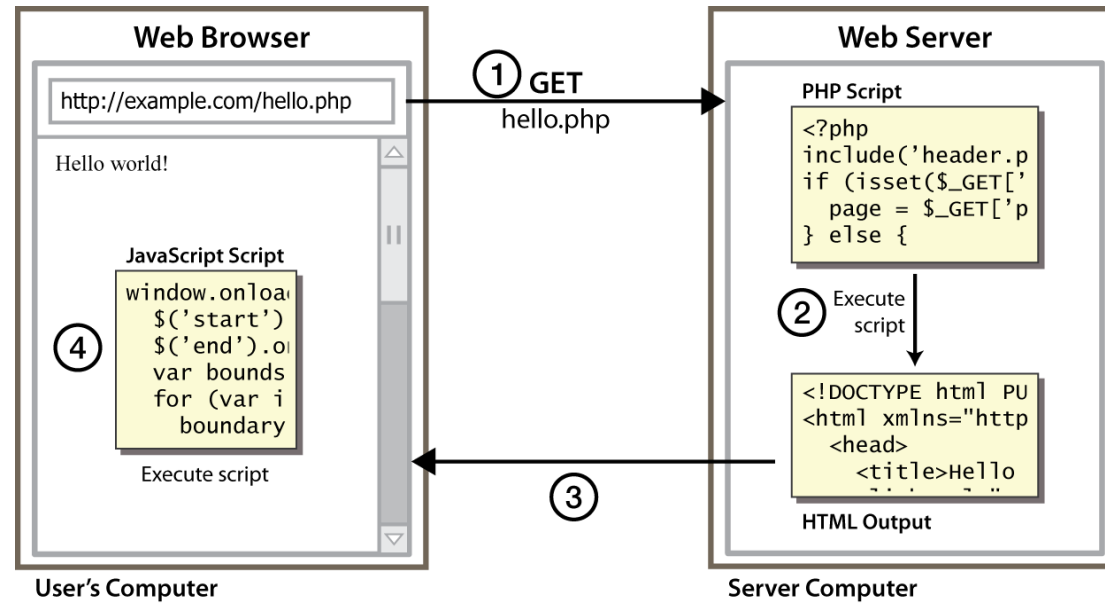 Web Browser
http://example.com/hello.php
Hello world!
JavaScript Script
window.onloa
$('start')
$('end').o
var bounds
for (var i
boundary
4
Execute script
User's Computer
1 GET
hello.php
3
Web Server
PHP Script
<?php
include('header.p
if (isset($_GET['
page = $_GET['p
} else {
2
Execute
script
<!DOCTYPE html PU
<html xmlns="http
<head>
<title>Hello
HTML Output
Server Computer